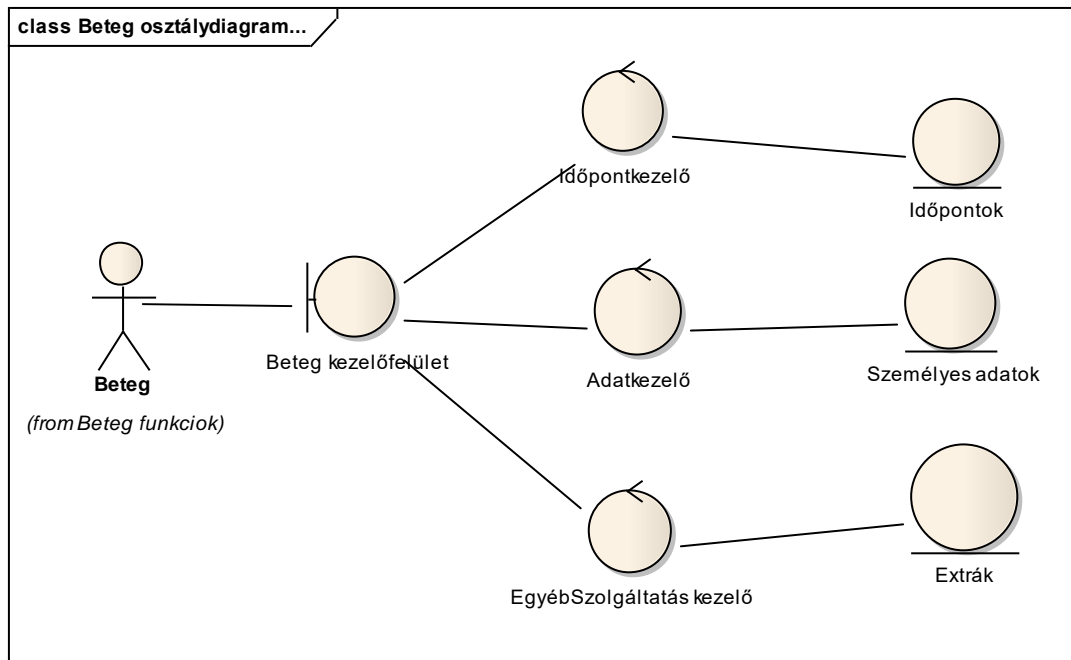 class Beteg osztálydiagram...
Időpontkezelő
Időpontok
Beteg
(from Beteg funkciok)
Beteg kezelőfelület
Adatkezelő
Személyes adatok
EgyébSzolgáltatás kezelő
Extrák